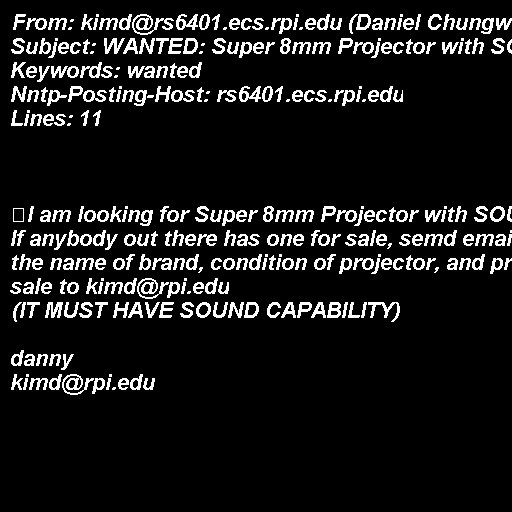 From: kimd@rs6401.ecs.rpi.edu (Daniel Chungw
Subject: WANTED: Super 8mm Projector with SO
Keywords: wanted
Nntp-Posting-Host: rs6401.ecs.rpi.edu
Lines: 11
I am looking for Super 8mm Projector with SOU
If anybody out there has one for sale, semd emai
the name of brand, condition of projector, and pr
sale to kimd@rpi.edu
(IT MUST HAVE SOUND CAPABILITY)
danny
kimd@rpi.edu